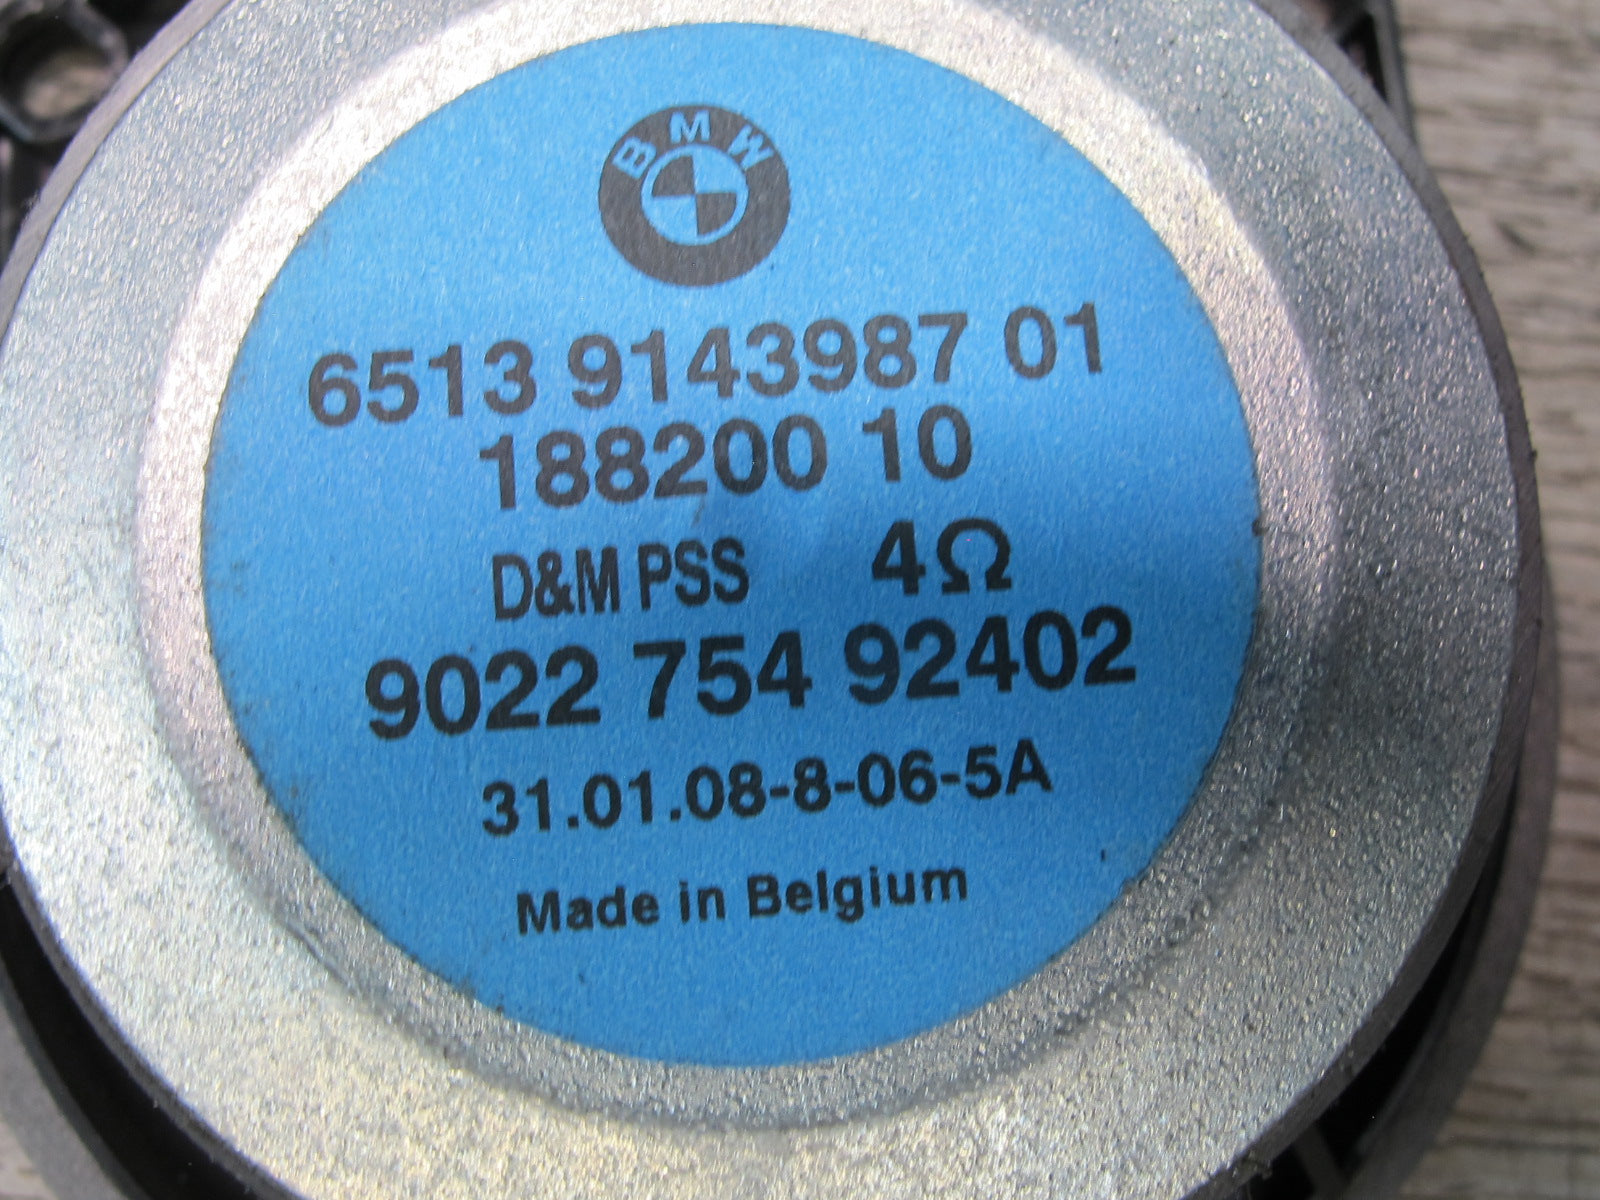 BMW
6513 9143987 01
188200 10
D&M PSS 4Ω
9022 754 92402
31.01.08-8-06-5A
Made in Belgium